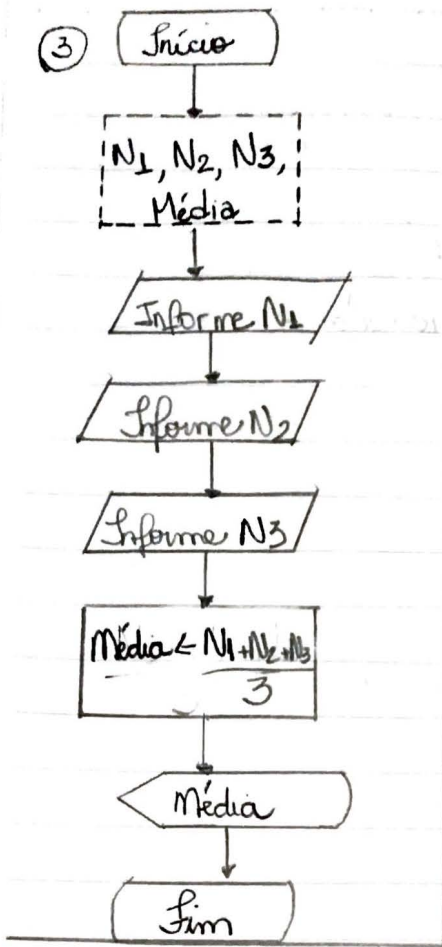 3
Início
N1, N2, N3,
Média
Informe N1
Informe N2
Informe N3
Média ← N1+N2+N3
3
Média
Fim